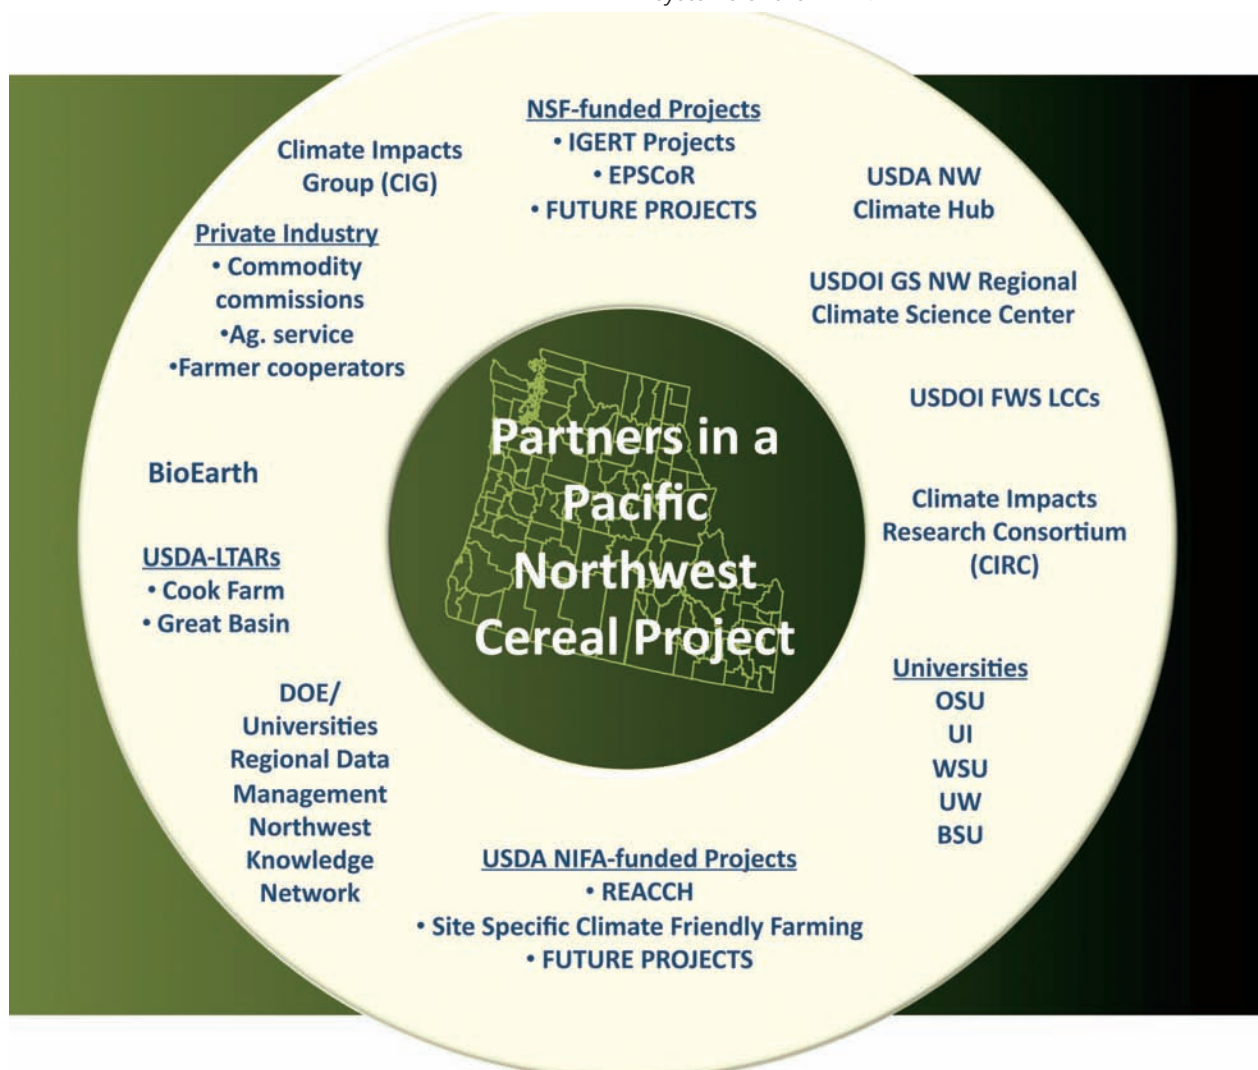 NSF-funded Projects
• IGERT Projects
• EPSCoR
• FUTURE PROJECTS
USDA NW
Climate Hub
USDOI GS NW Regional
Climate Science Center
USDOI FWS LCCs
Climate Impacts
Research Consortium
(CIRC)
Universities
OSU
UI
WSU
UW
BSU
USDA NIFA-funded Projects
• REACCH
• Site Specific Climate Friendly Farming
• FUTURE PROJECTS
DOE/
Universities
Regional Data
Management
Northwest
Knowledge
Network
USDA-LTARs
• Cook Farm
• Great Basin
BioEarth
Private Industry
• Commodity
commissions
•Ag. service
•Farmer cooperators
Climate Impacts
Group (CIG)
Partners in a
Pacific
Northwest
Cereal Project